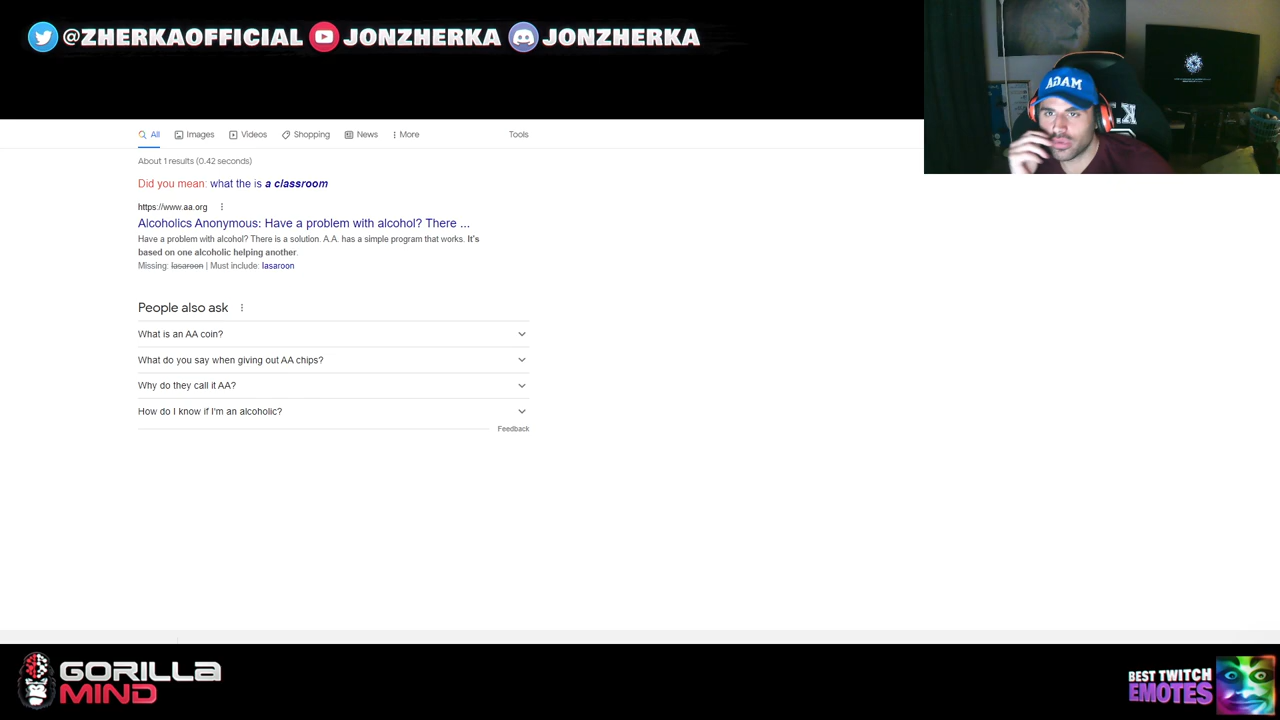 @ZHERKAOFFICIAL JONZHERKA JONZHERKA
ADAM
All Images Videos Shopping News More Tools
About 1 results (0.42 seconds)
Did you mean: what the is a classroom
https://www.aa.org
Alcoholics Anonymous: Have a problem with alcohol? There ...
Have a problem with alcohol? There is a solution. A.A. has a simple program that works. It's
based on one alcoholic helping another.
Missing: lasaroon | Must include: lasaroon
People also ask
What is an AA coin?
What do you say when giving out AA chips?
Why do they call it AA?
How do I know if I'm an alcoholic?
Feedback
GORILLA
MIND
BEST TWITCH
EMOTES